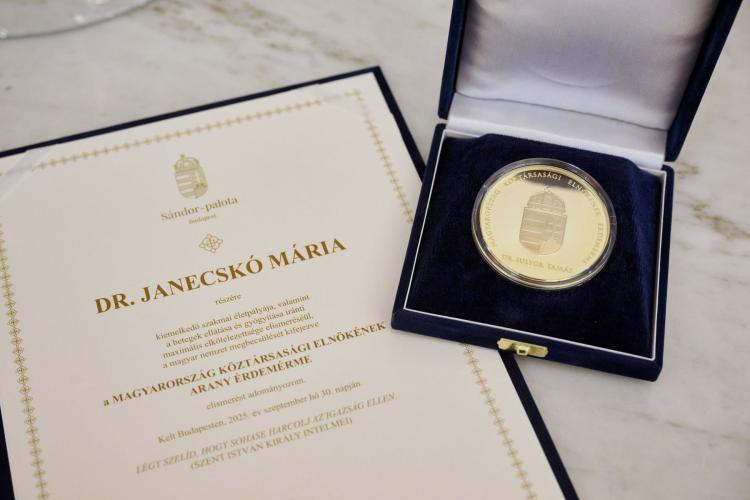 Sándor-palota
Budapest
DR. JANECSKÓ MÁRIA
részére
kiemelkedő szakmai életpályája, valamint
a betegek ellátása és gyógyítása iránti
maximális elkötelezettsége elismeréséül,
a magyar nemzet megbecsülését kifejezve
a MAGYARORSZÁG KÖZTÁRSASÁGI ELNÖKÉNEK
ARANY ÉRDEMÉRME
elismerést adományozom.
Kelt Budapesten, 2025. év szeptember hó 30. napján.
LÉGY SZELÍD, HOGY SOHASE HARCOLJ AZ IGAZSÁG ELLEN.
(SZENT ISTVÁN KIRÁLY INTELMEI)
MAGYARORSZÁG KÖZTÁRSASÁGI ELNÖKÉNEK ÉRDEMÉRME
DR. SULYOK TAMÁS